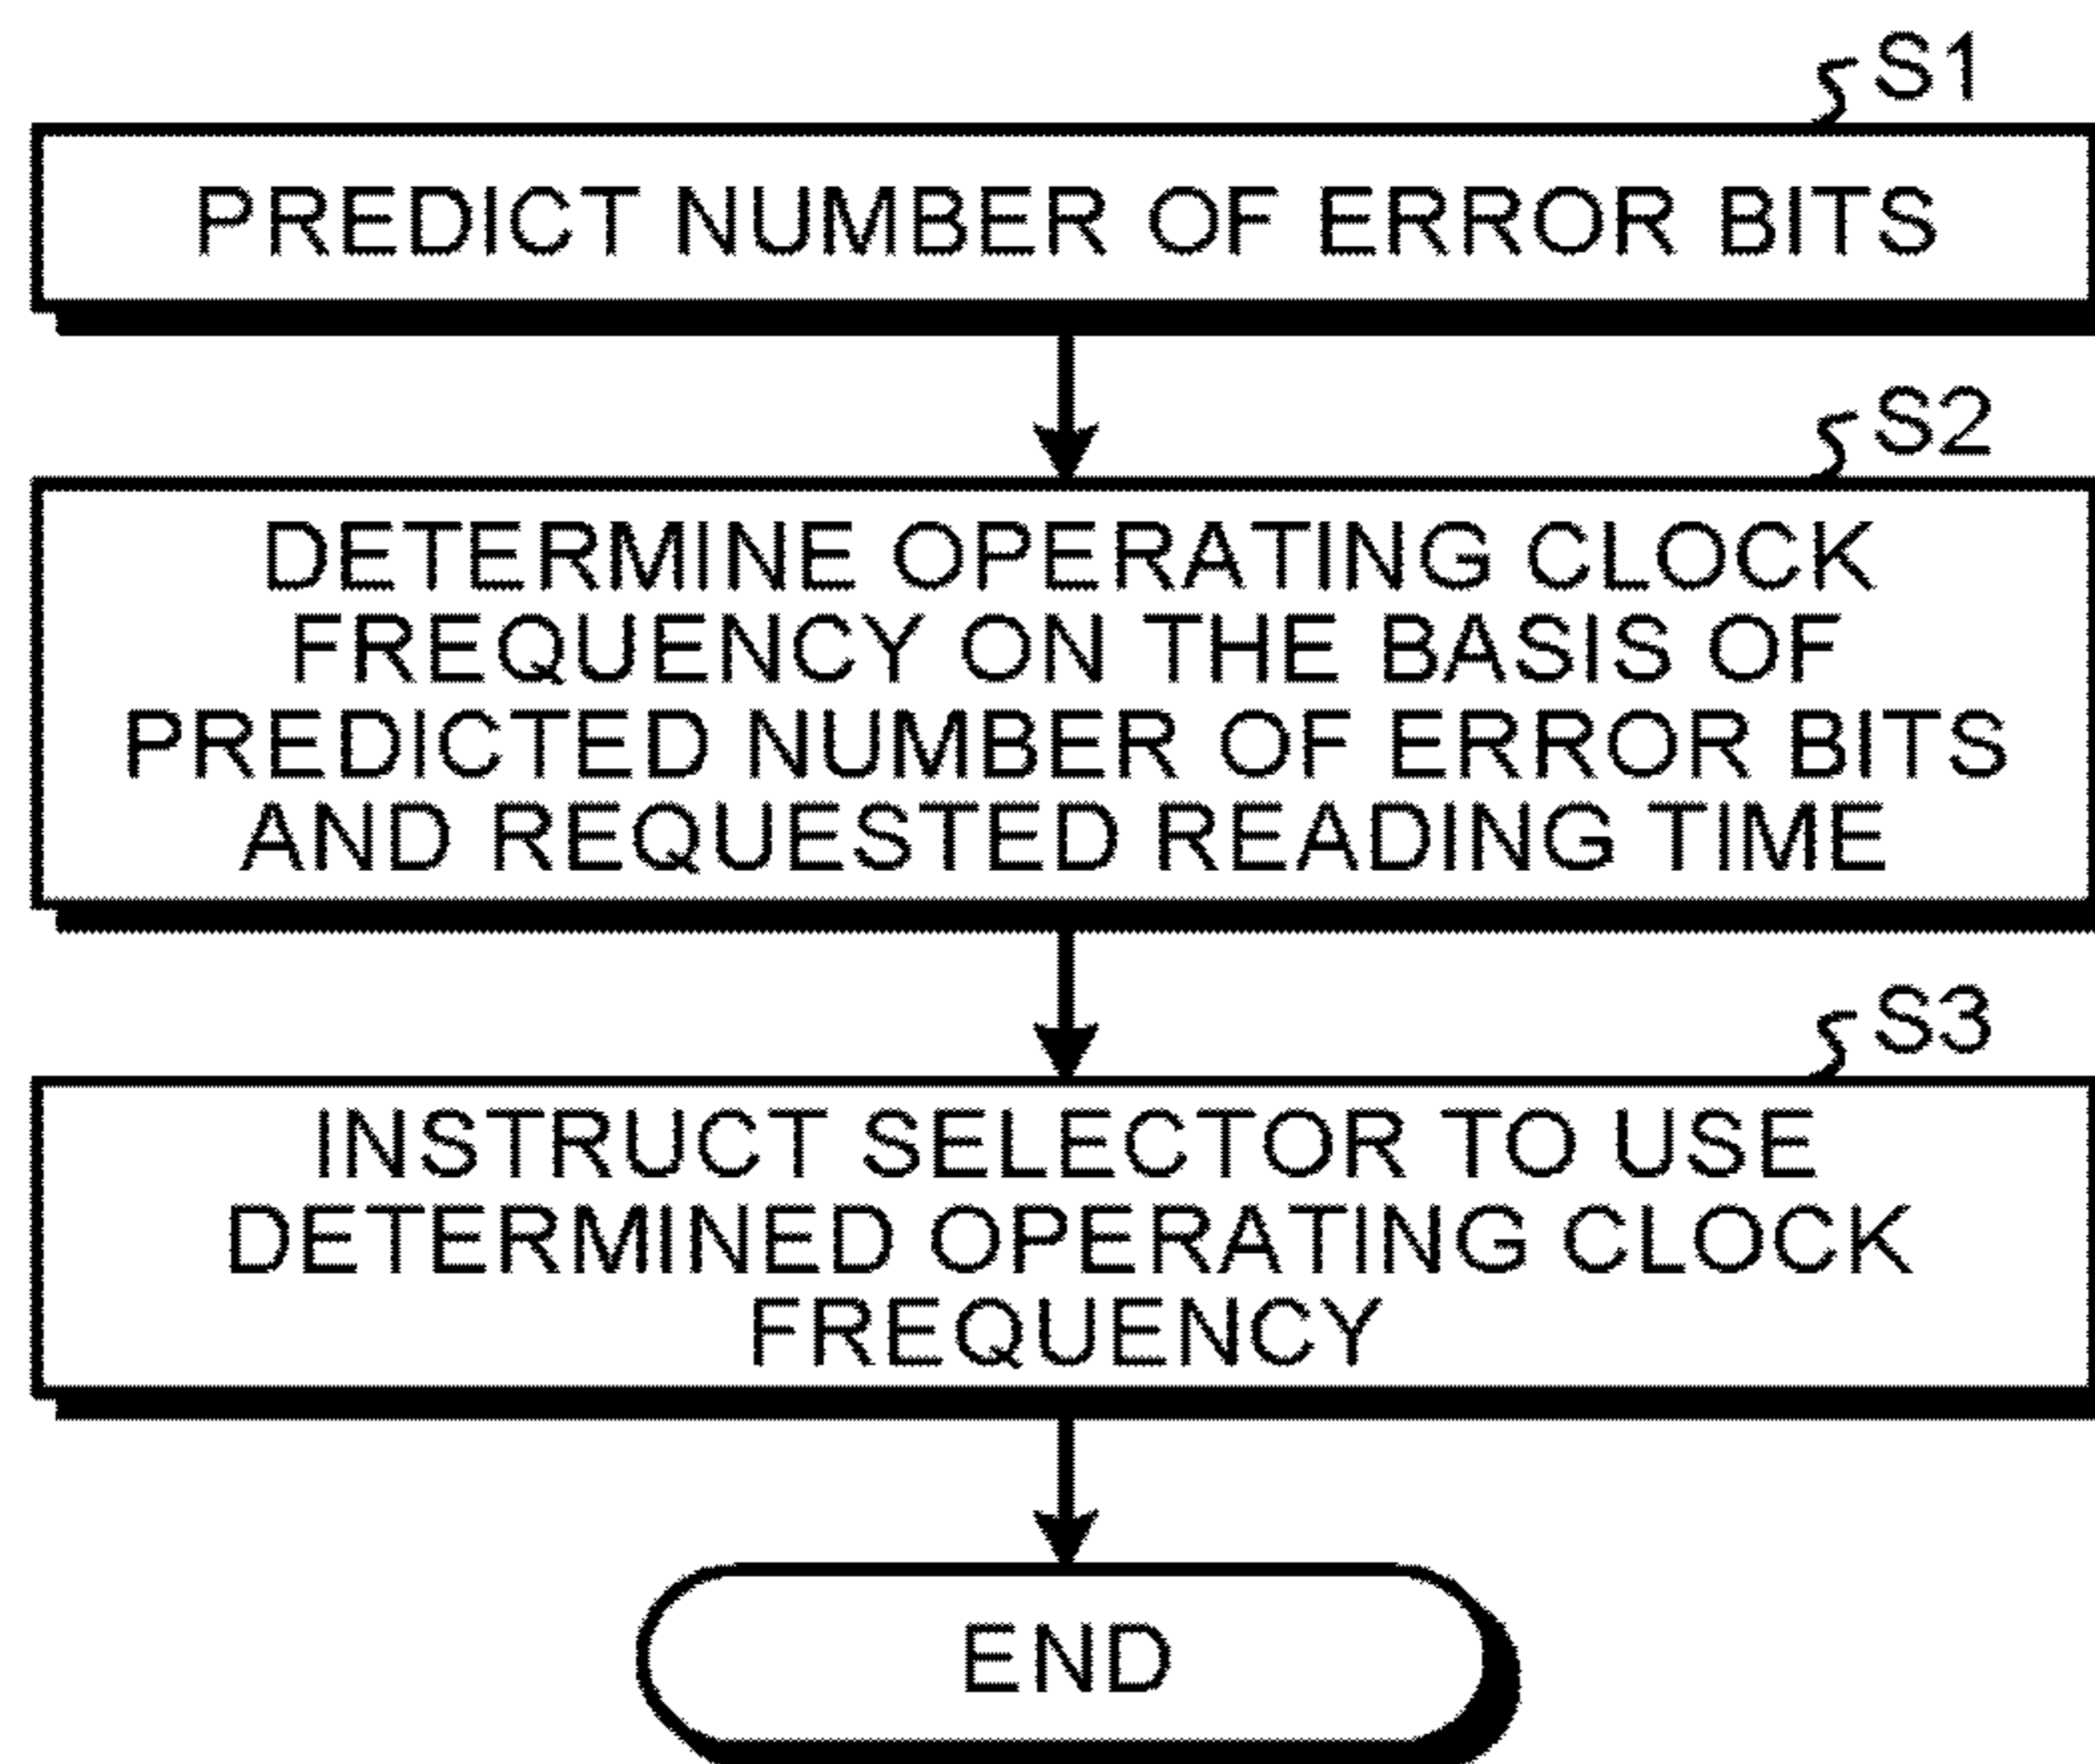 S1
PREDICT NUMBER OF ERROR BITS
S2
DETERMINE OPERATING CLOCK
FREQUENCY ON THE BASIS OF
PREDICTED NUMBER OF ERROR BITS
AND REQUESTED READING TIME
S3
INSTRUCT SELECTOR TO USE
DETERMINED OPERATING CLOCK
FREQUENCY
END